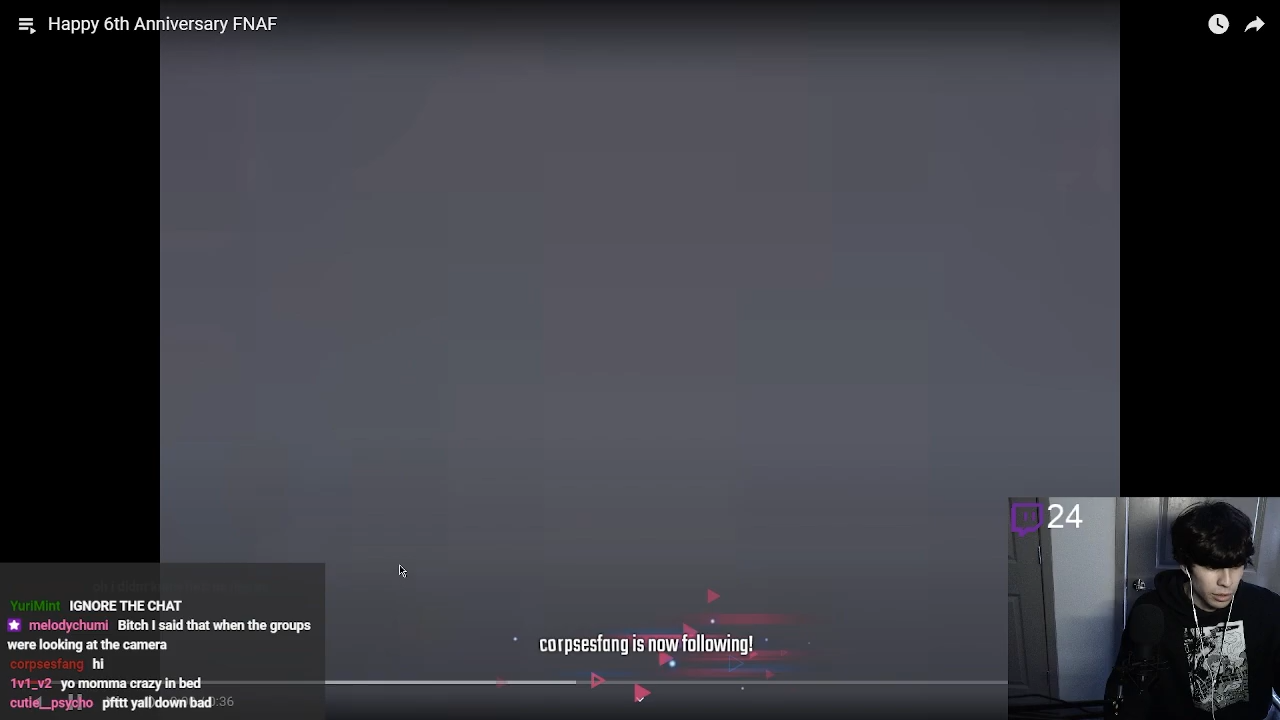 Happy 6th Anniversary FNAF
24
YuriMint IGNORE THE CHAT
melodychumi Bitch I said that when the groups
were looking at the camera
corpsesfang hi
1v1_v2 yo momma crazy in bed
cutie_psycho pfttt yall down bad
corpsesfang is now following!